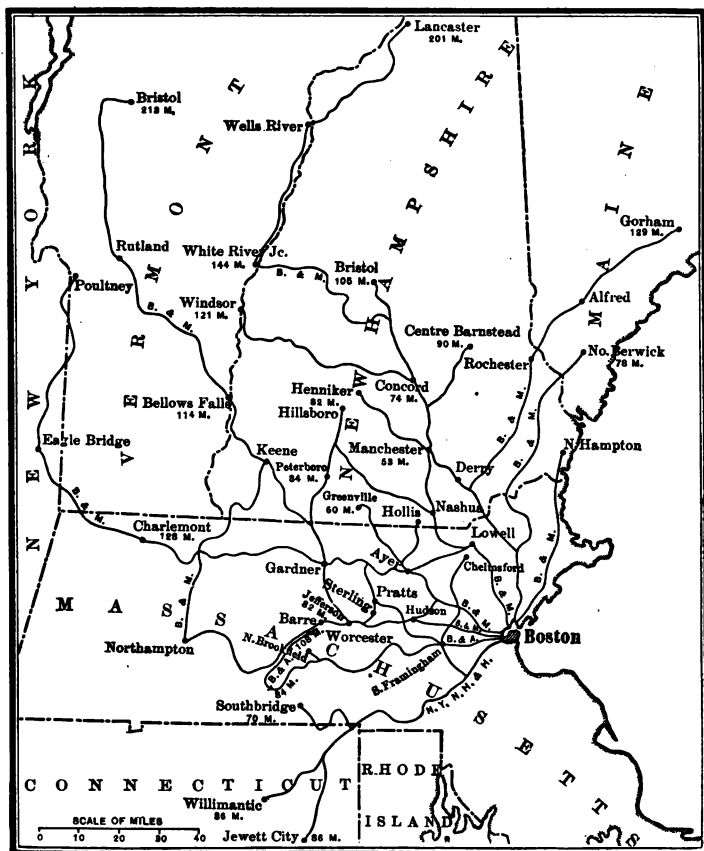 Lancaster
201 M.
Bristol
213 M.
Wells River
NEW YORK
VERMONT
NEW HAMPSHIRE
MAINE
Gorham
129 M.
Rutland
White River Jc.
144 M.
B. & M.
Bristol
105 M.
Poultney
Alfred
Windsor
121 M.
B. & M.
Centre Barnstead
90 M.
Rochester
No. Berwick
78 M.
Henniker
82 M.
Concord
74 M.
Bellows Falls
114 M.
Hillsboro
B. & M.
B. & M.
N. Hampton
Eagle Bridge
Keene
Manchester
53 M.
Peterboro
84 M.
Derry
B. & M.
Greenville
60 M.
Hollis
Nashua
Charlemont
128 M.
Lowell
Gardner
Ayer
Chelmsford
B. & M.
B. & M.
B. & M.
MASSACHUSETTS
Sterling
Pratts
Jefferson
82 M.
Hudson
B. & M.
B. & M.
Barre
Worcester
B. & A.
Boston
Northampton
N. Brookfield
B. & A. 108 M.
84 M.
S. Framingham
N. Y., N. H. & H.
Southbridge
70 M.
CONNECTICUT
RHODE
ISLAND
Willimantic
86 M.
SCALE OF MILES
0 10 20 30 40
Jewett City 86 M.